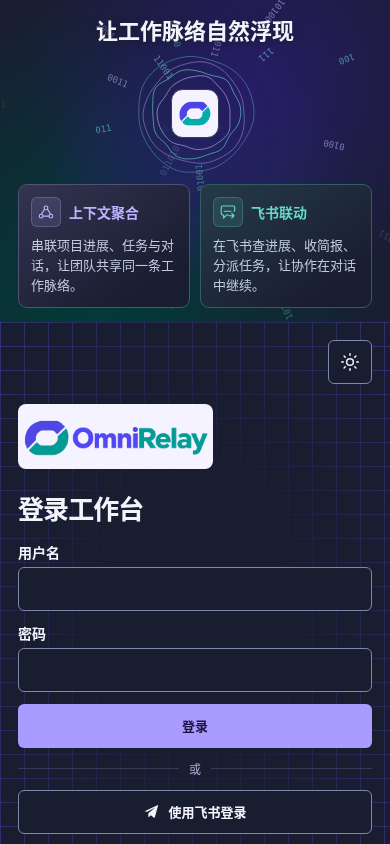 让工作脉络自然浮现
上下文聚合
串联项目进展、任务与对
话，让团队共享同一条工
作脉络。
飞书联动
在飞书查进展、收简报、
分派任务，让协作在对话
中继续。
OmniRelay
登录工作台
用户名
密码
登录
或
使用飞书登录